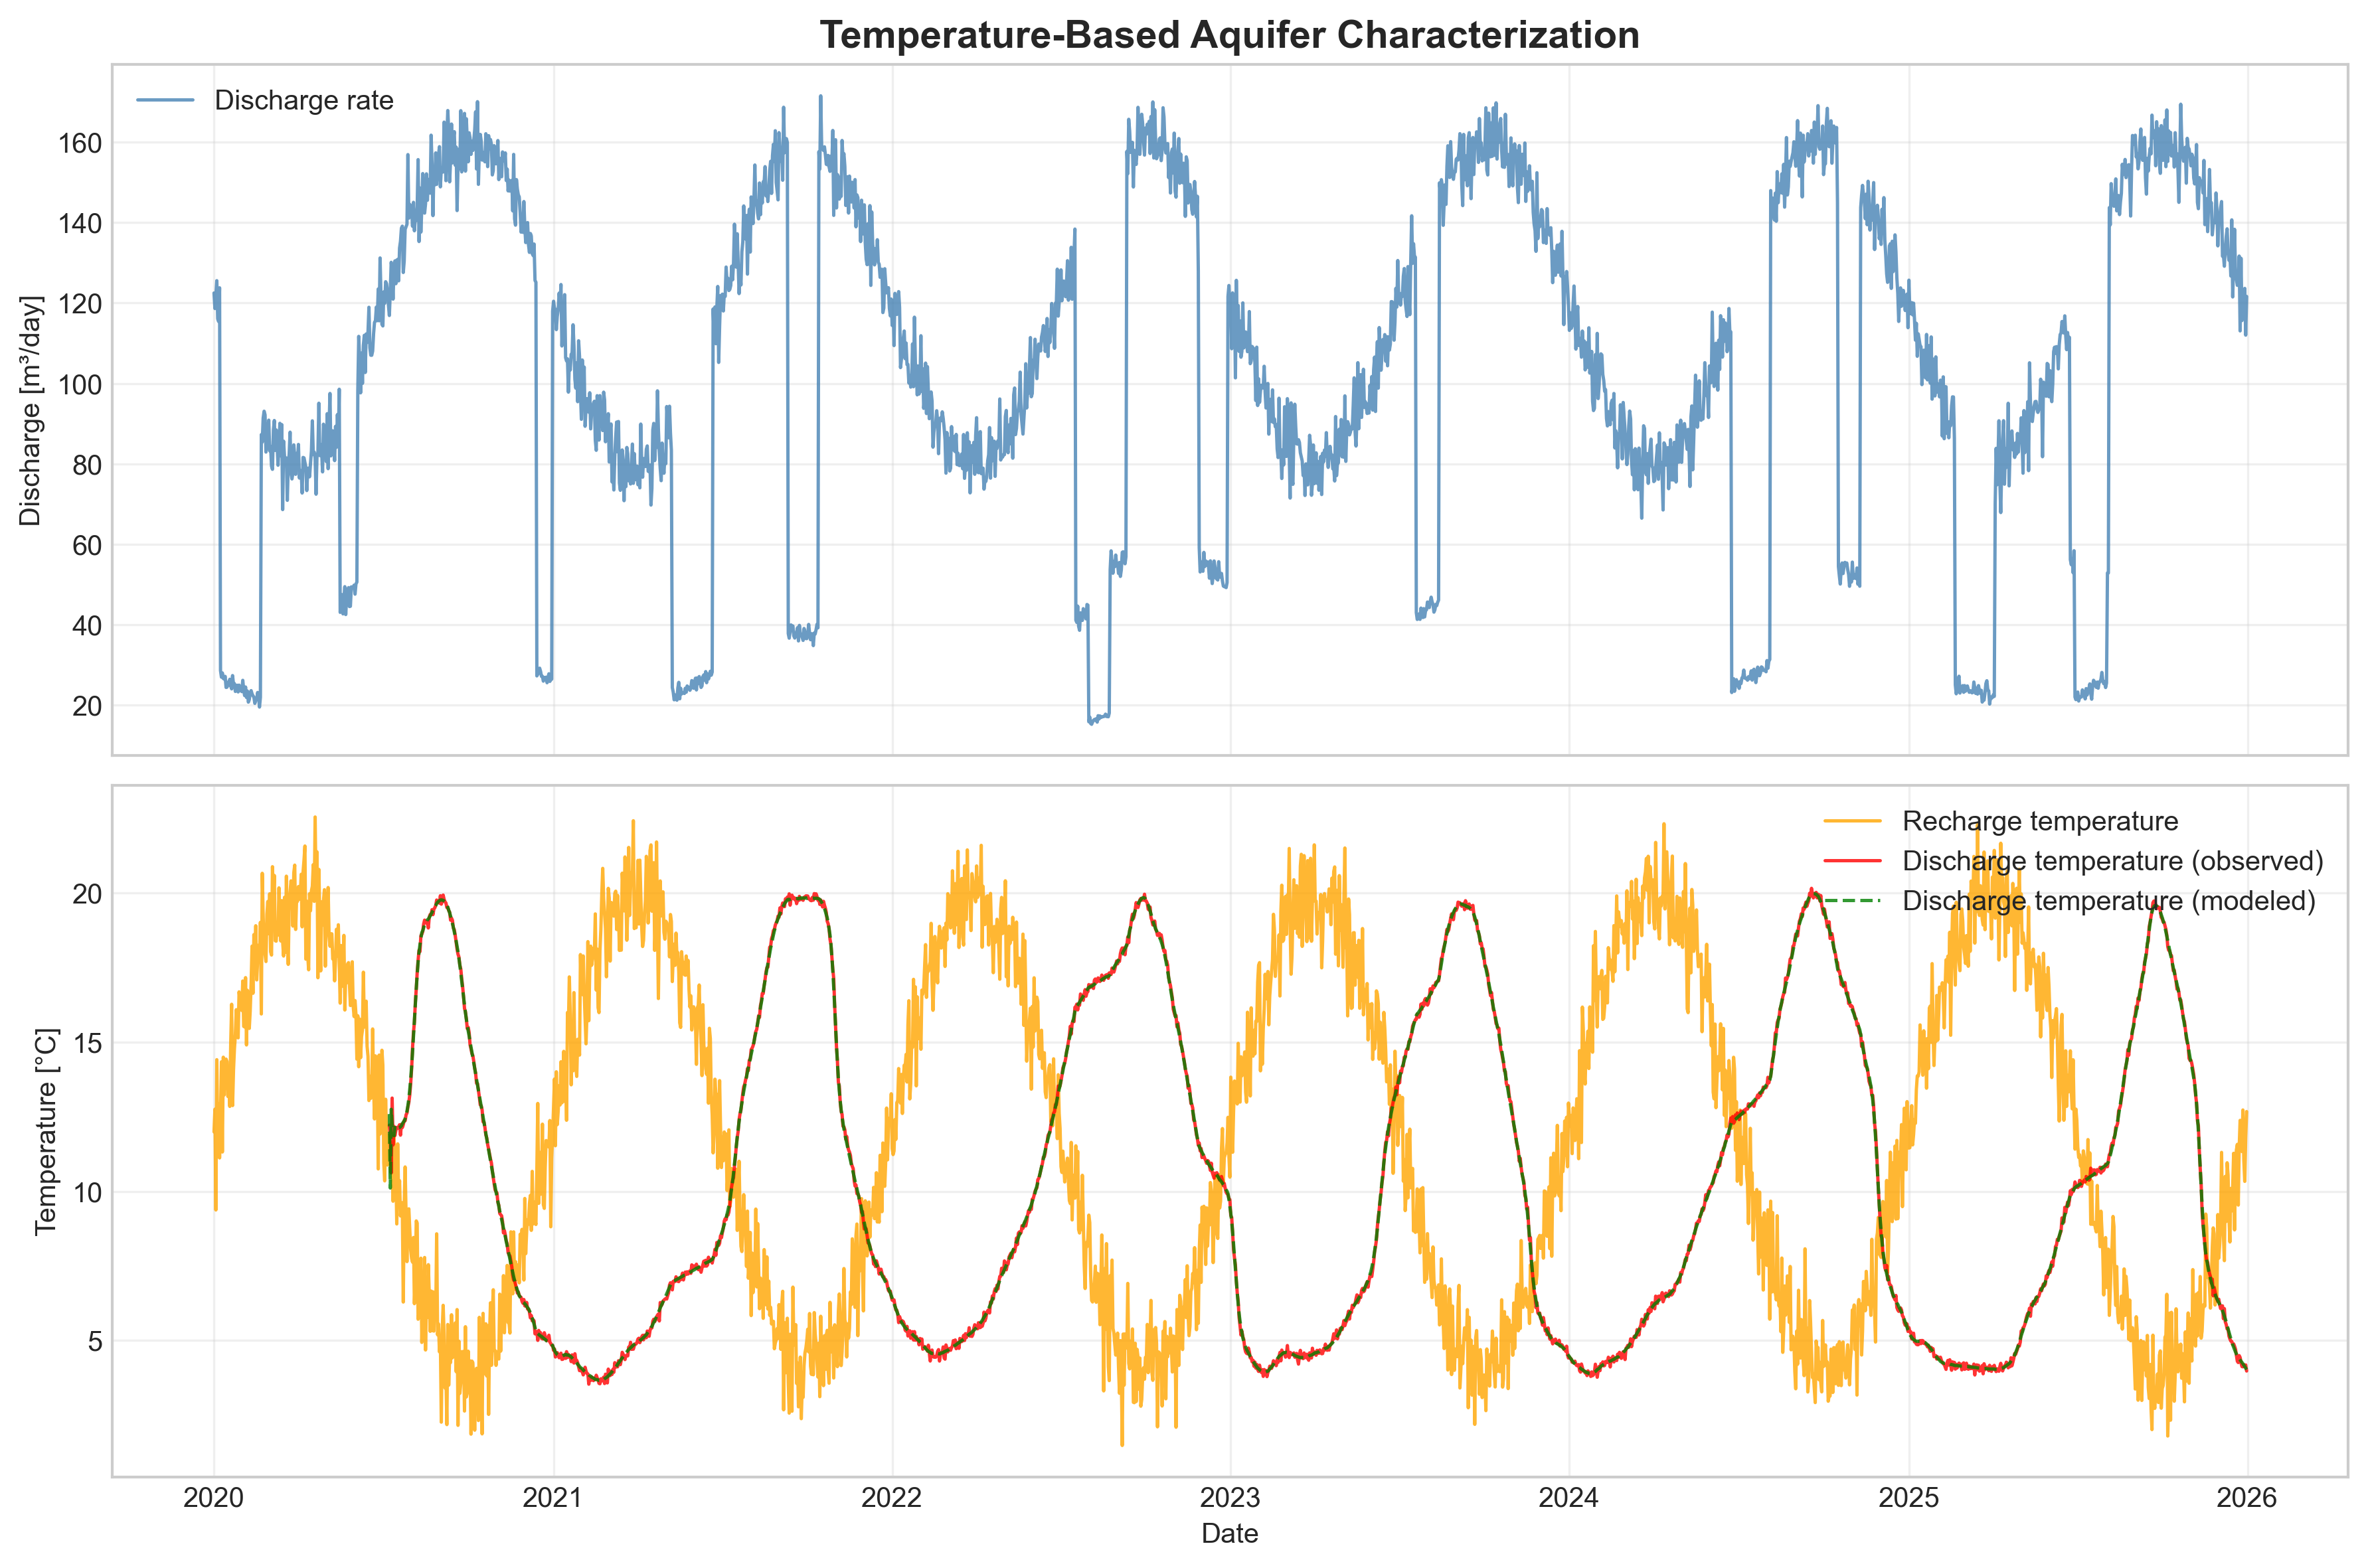 Temperature-Based Aquifer Characterization
Discharge rate
Discharge [m³/day]
160
140
120
100
80
60
40
20
Recharge temperature
Discharge temperature (observed)
Discharge temperature (modeled)
Temperature [°C]
20
15
10
5
2020 2021 2022 2023 2024 2025 2026
Date